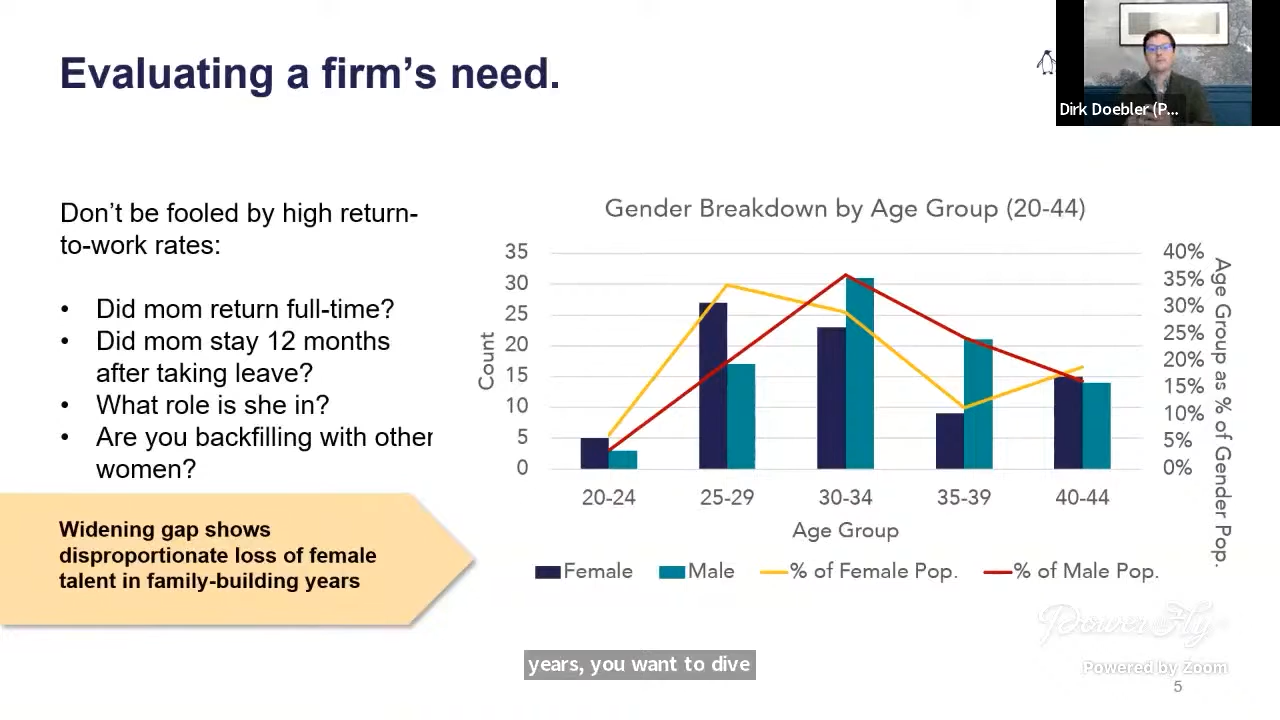 Evaluating a firm's need.
Dirk Doebler (P...
Don't be fooled by high return-
to-work rates:
• Did mom return full-time?
• Did mom stay 12 months
after taking leave?
• What role is she in?
• Are you backfilling with other
women?
Widening gap shows
disproportionate loss of female
talent in family-building years
Gender Breakdown by Age Group (20-44)
Count
35
30
25
20
15
10
5
0
40%
35%
30%
25%
20%
15%
10%
5%
0%
Age Group as % of Gender Pop.
20-24 25-29 30-34 35-39 40-44
Age Group
Female Male % of Female Pop. % of Male Pop.
PowerToFly
Powered by Zoom
years, you want to dive
5